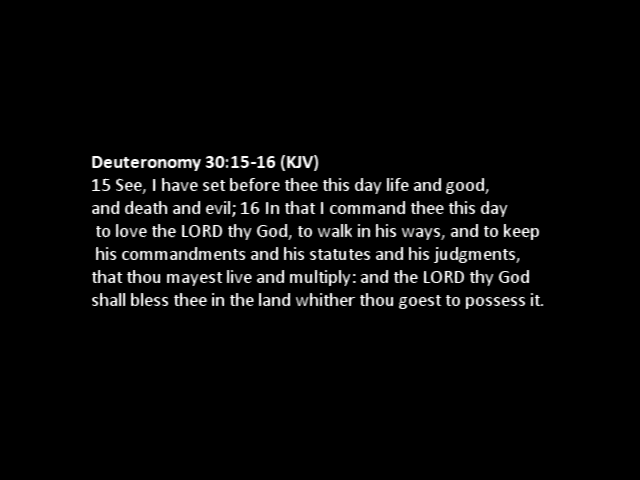 Deuteronomy 30:15-16 (KJV)
15 See, I have set before thee this day life and good,
and death and evil; 16 In that I command thee this day
to love the LORD thy God, to walk in his ways, and to keep
his commandments and his statutes and his judgments,
that thou mayest live and multiply: and the LORD thy God
shall bless thee in the land whither thou goest to possess it.